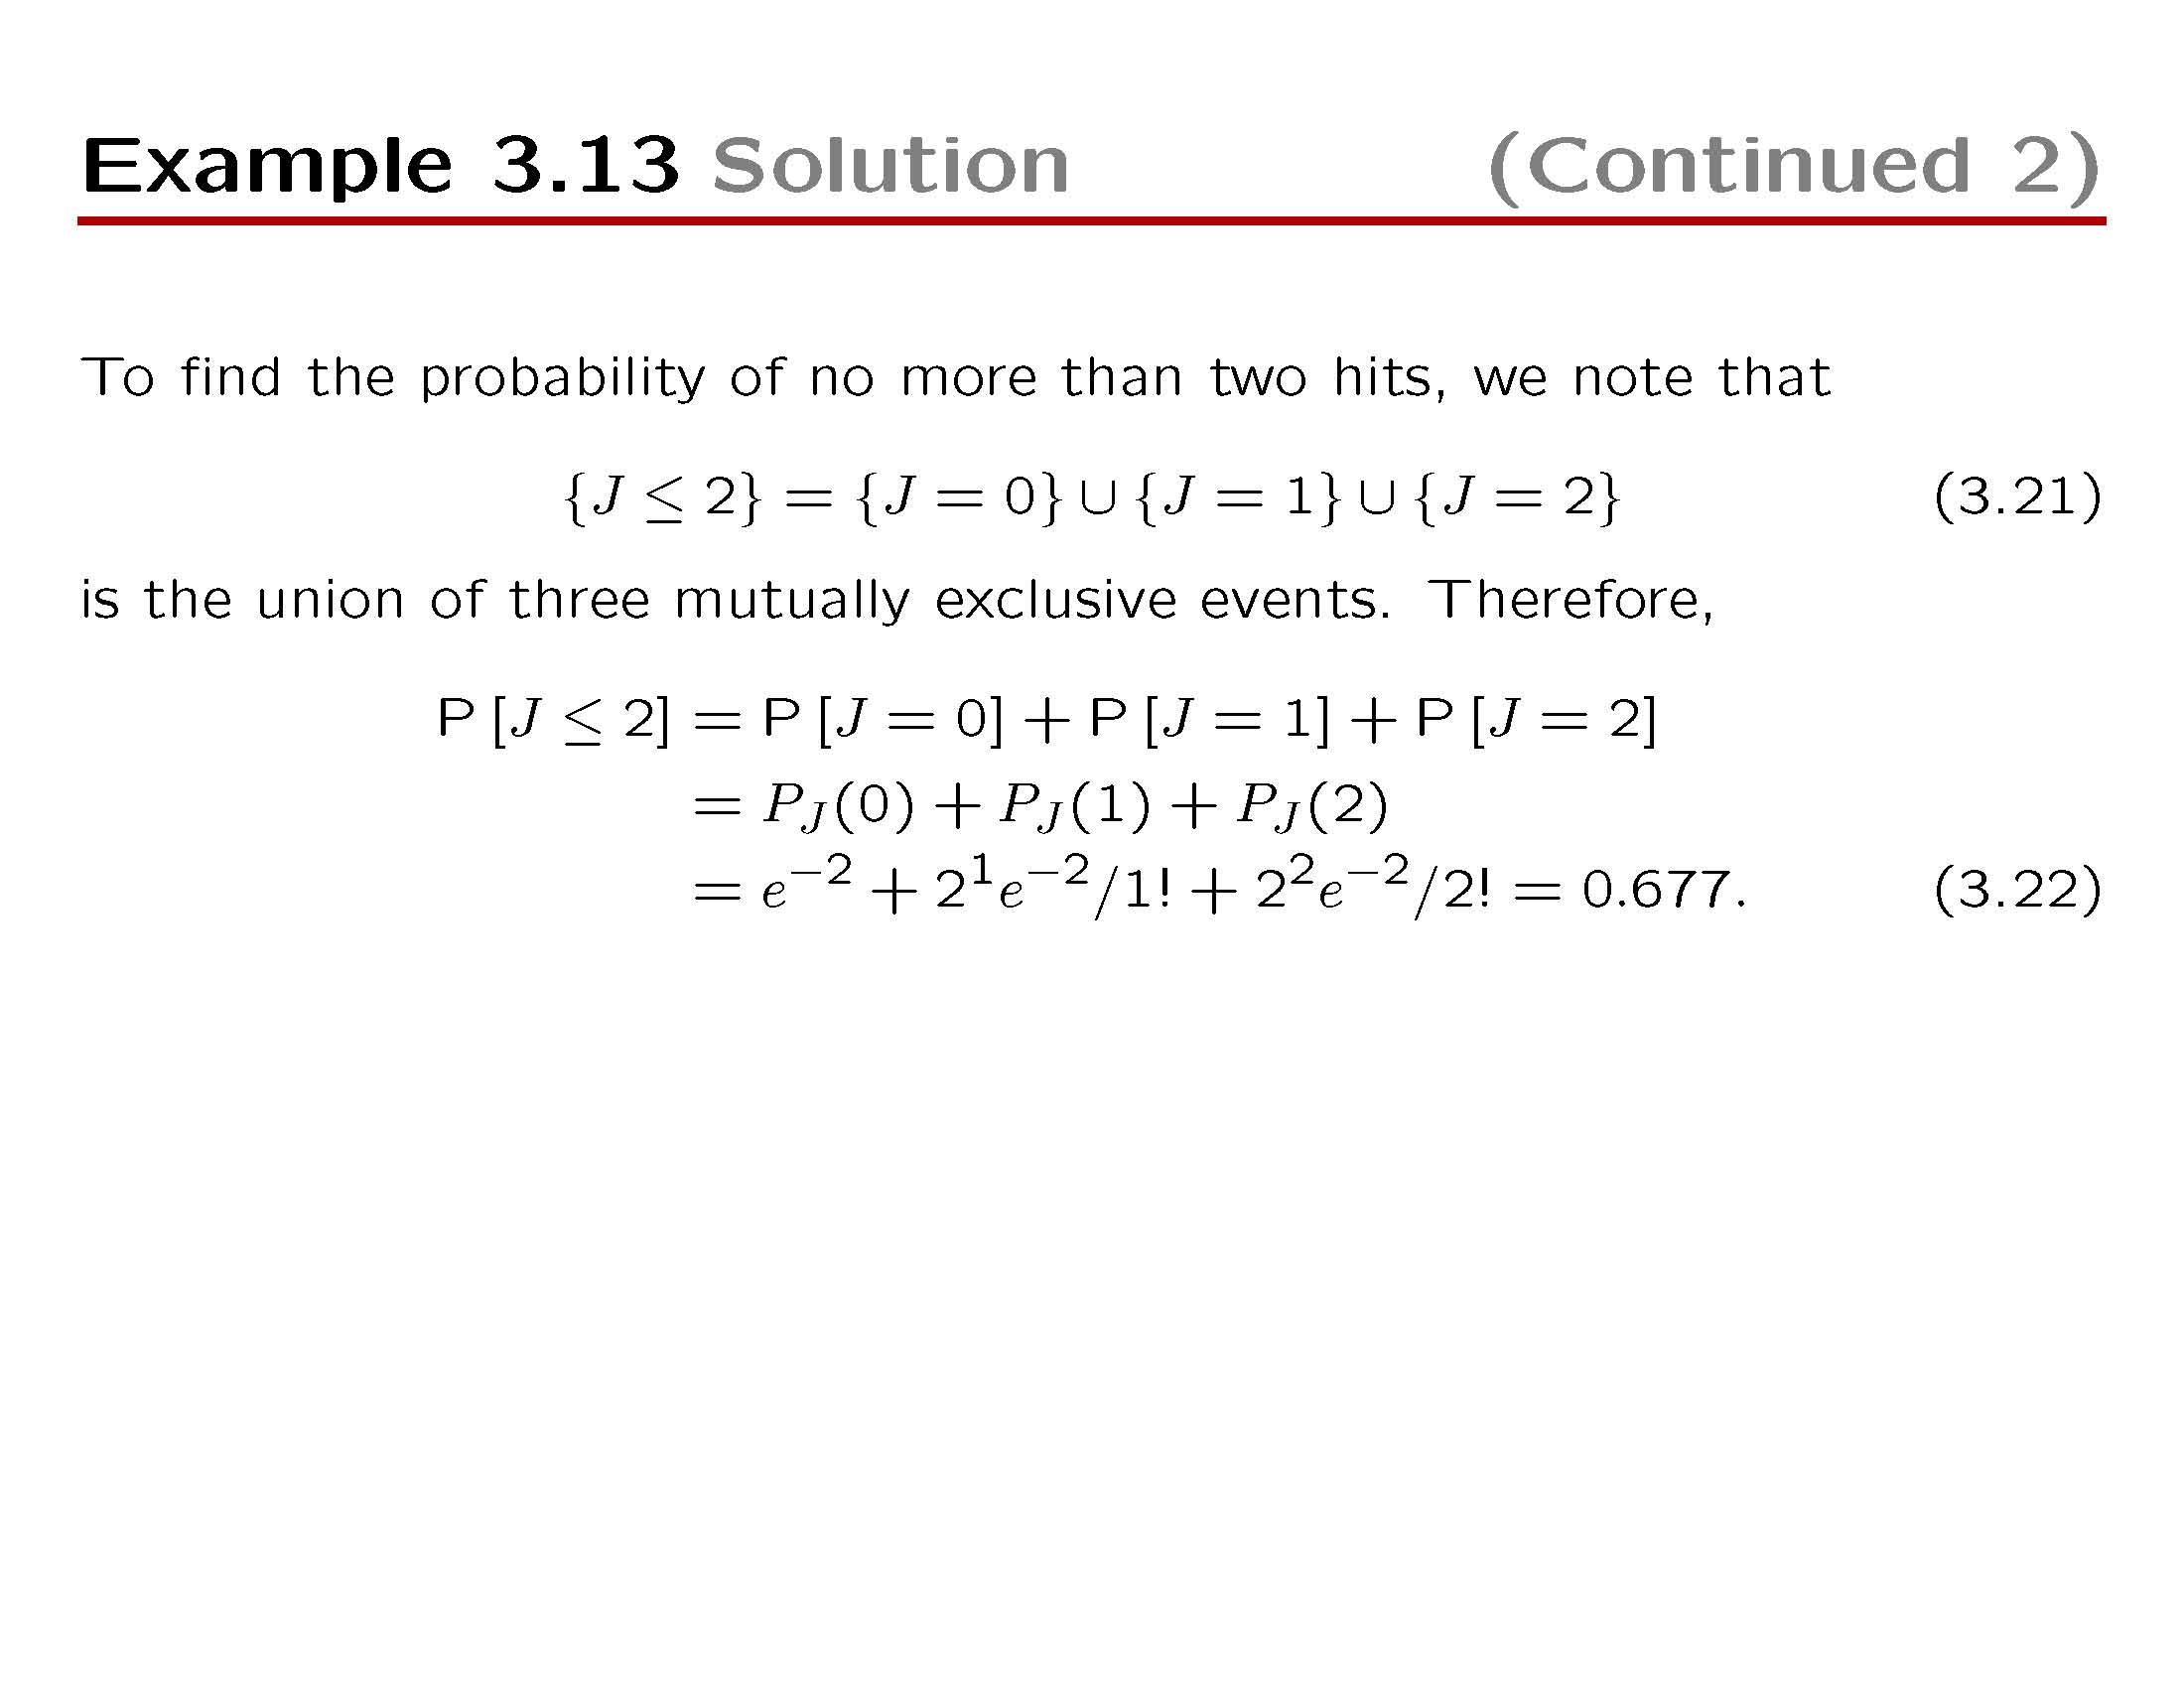 Example 3.13 Solution (Continued 2)
To find the probability of no more than two hits, we note that
{J ≤ 2} = {J = 0} ∪ {J = 1} ∪ {J = 2} (3.21)
is the union of three mutually exclusive events. Therefore,
P [J ≤ 2] = P [J = 0] + P [J = 1] + P [J = 2]
= P_J(0) + P_J(1) + P_J(2)
= e^{−2} + 2^1e^{−2}/1! + 2^2e^{−2}/2! = 0.677. (3.22)